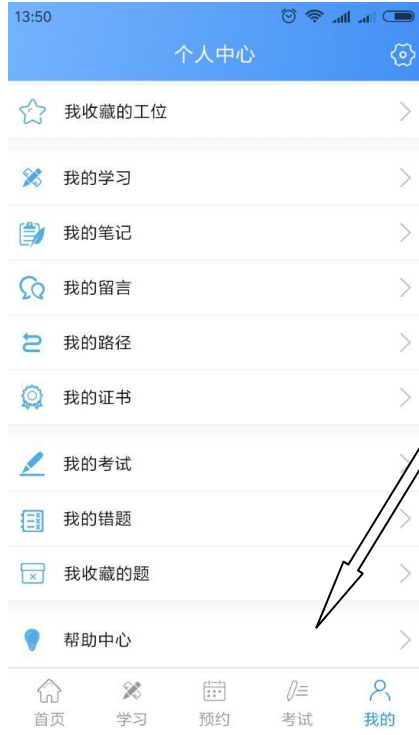 13:50
个人中心
我收藏的工位
我的学习
我的笔记
我的留言
我的路径
我的证书
我的考试
我的错题
我收藏的题
帮助中心
首页 学习 预约 考试 我的